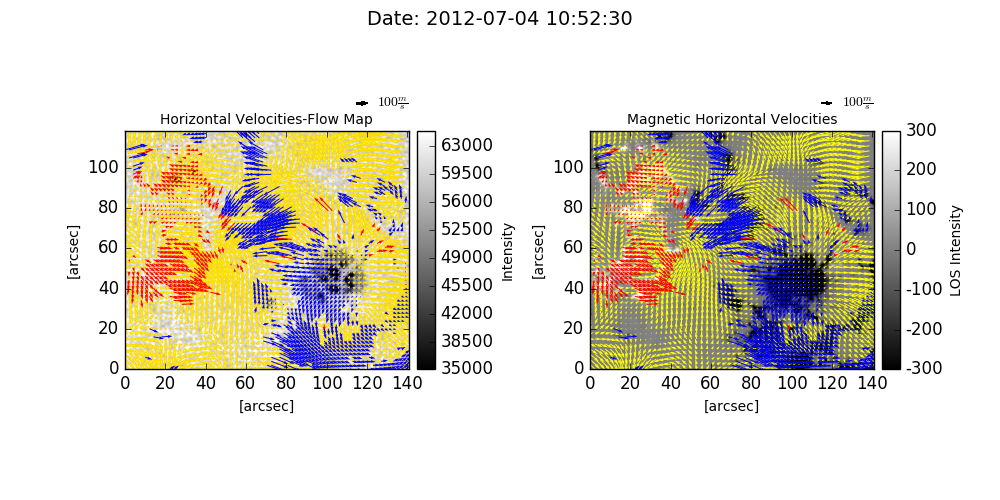 Date: 2012-07-04 10:52:30
100 m/s
Horizontal Velocities-Flow Map
100
80
60
40
20
0
0 20 40 60 80 100 120 140
[arcsec]
[arcsec]
63000
59500
56000
52500
49000
45500
42000
38500
35000
Intensity
100 m/s
Magnetic Horizontal Velocities
100
80
60
40
20
0
0 20 40 60 80 100 120 140
[arcsec]
[arcsec]
300
200
100
0
-100
-200
-300
LOS Intensity